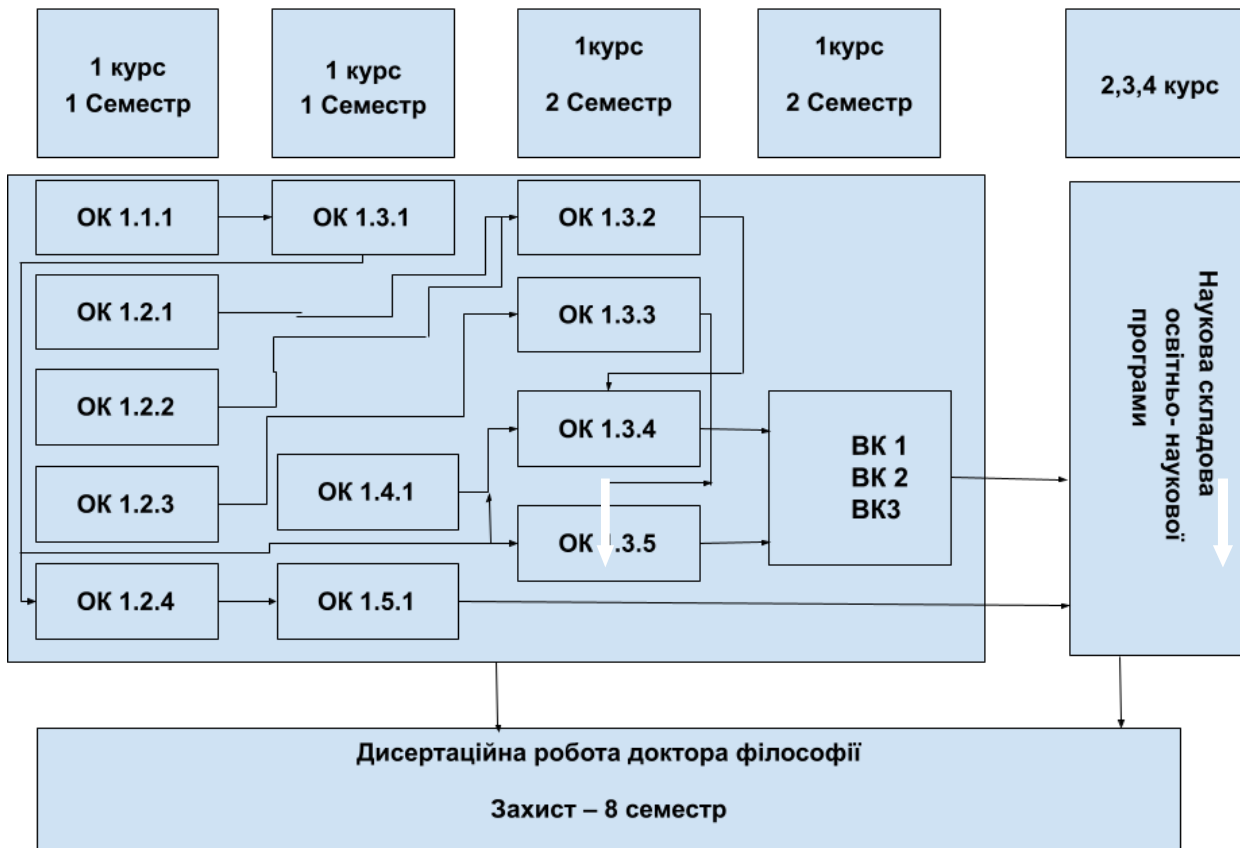 1 курс
1 Семестр
1 курс
1 Семестр
1курс
2 Семестр
1курс
2 Семестр
2,3,4 курс
ОК 1.1.1
ОК 1.3.1
ОК 1.3.2
ОК 1.2.1
ОК 1.3.3
ОК 1.2.2
ОК 1.3.4
ОК 1.2.3
ОК 1.4.1
ОК 1.3.5
ОК 1.2.4
ОК 1.5.1
ВК 1
ВК 2
ВК3
Наукова складова
освітньо- наукової
програми
Дисертаційна робота доктора філософії
Захист – 8 семестр